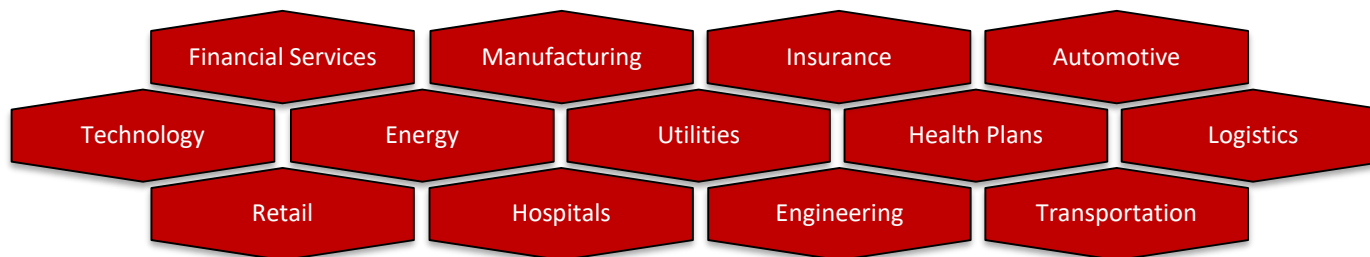 Financial Services
Manufacturing
Insurance
Automotive
Technology
Energy
Utilities
Health Plans
Logistics
Retail
Hospitals
Engineering
Transportation